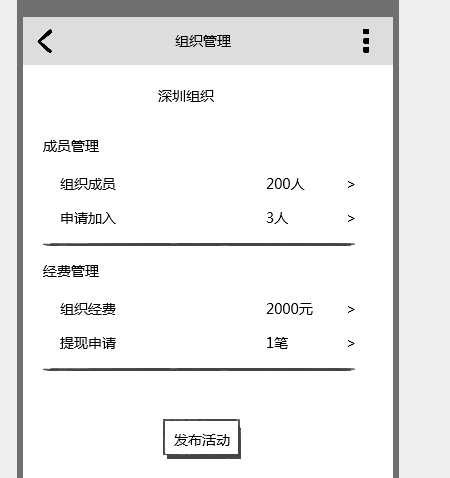 组织管理
深圳组织
成员管理
组织成员 200人 >
申请加入 3人 >
经费管理
组织经费 2000元 >
提现申请 1笔 >
发布活动